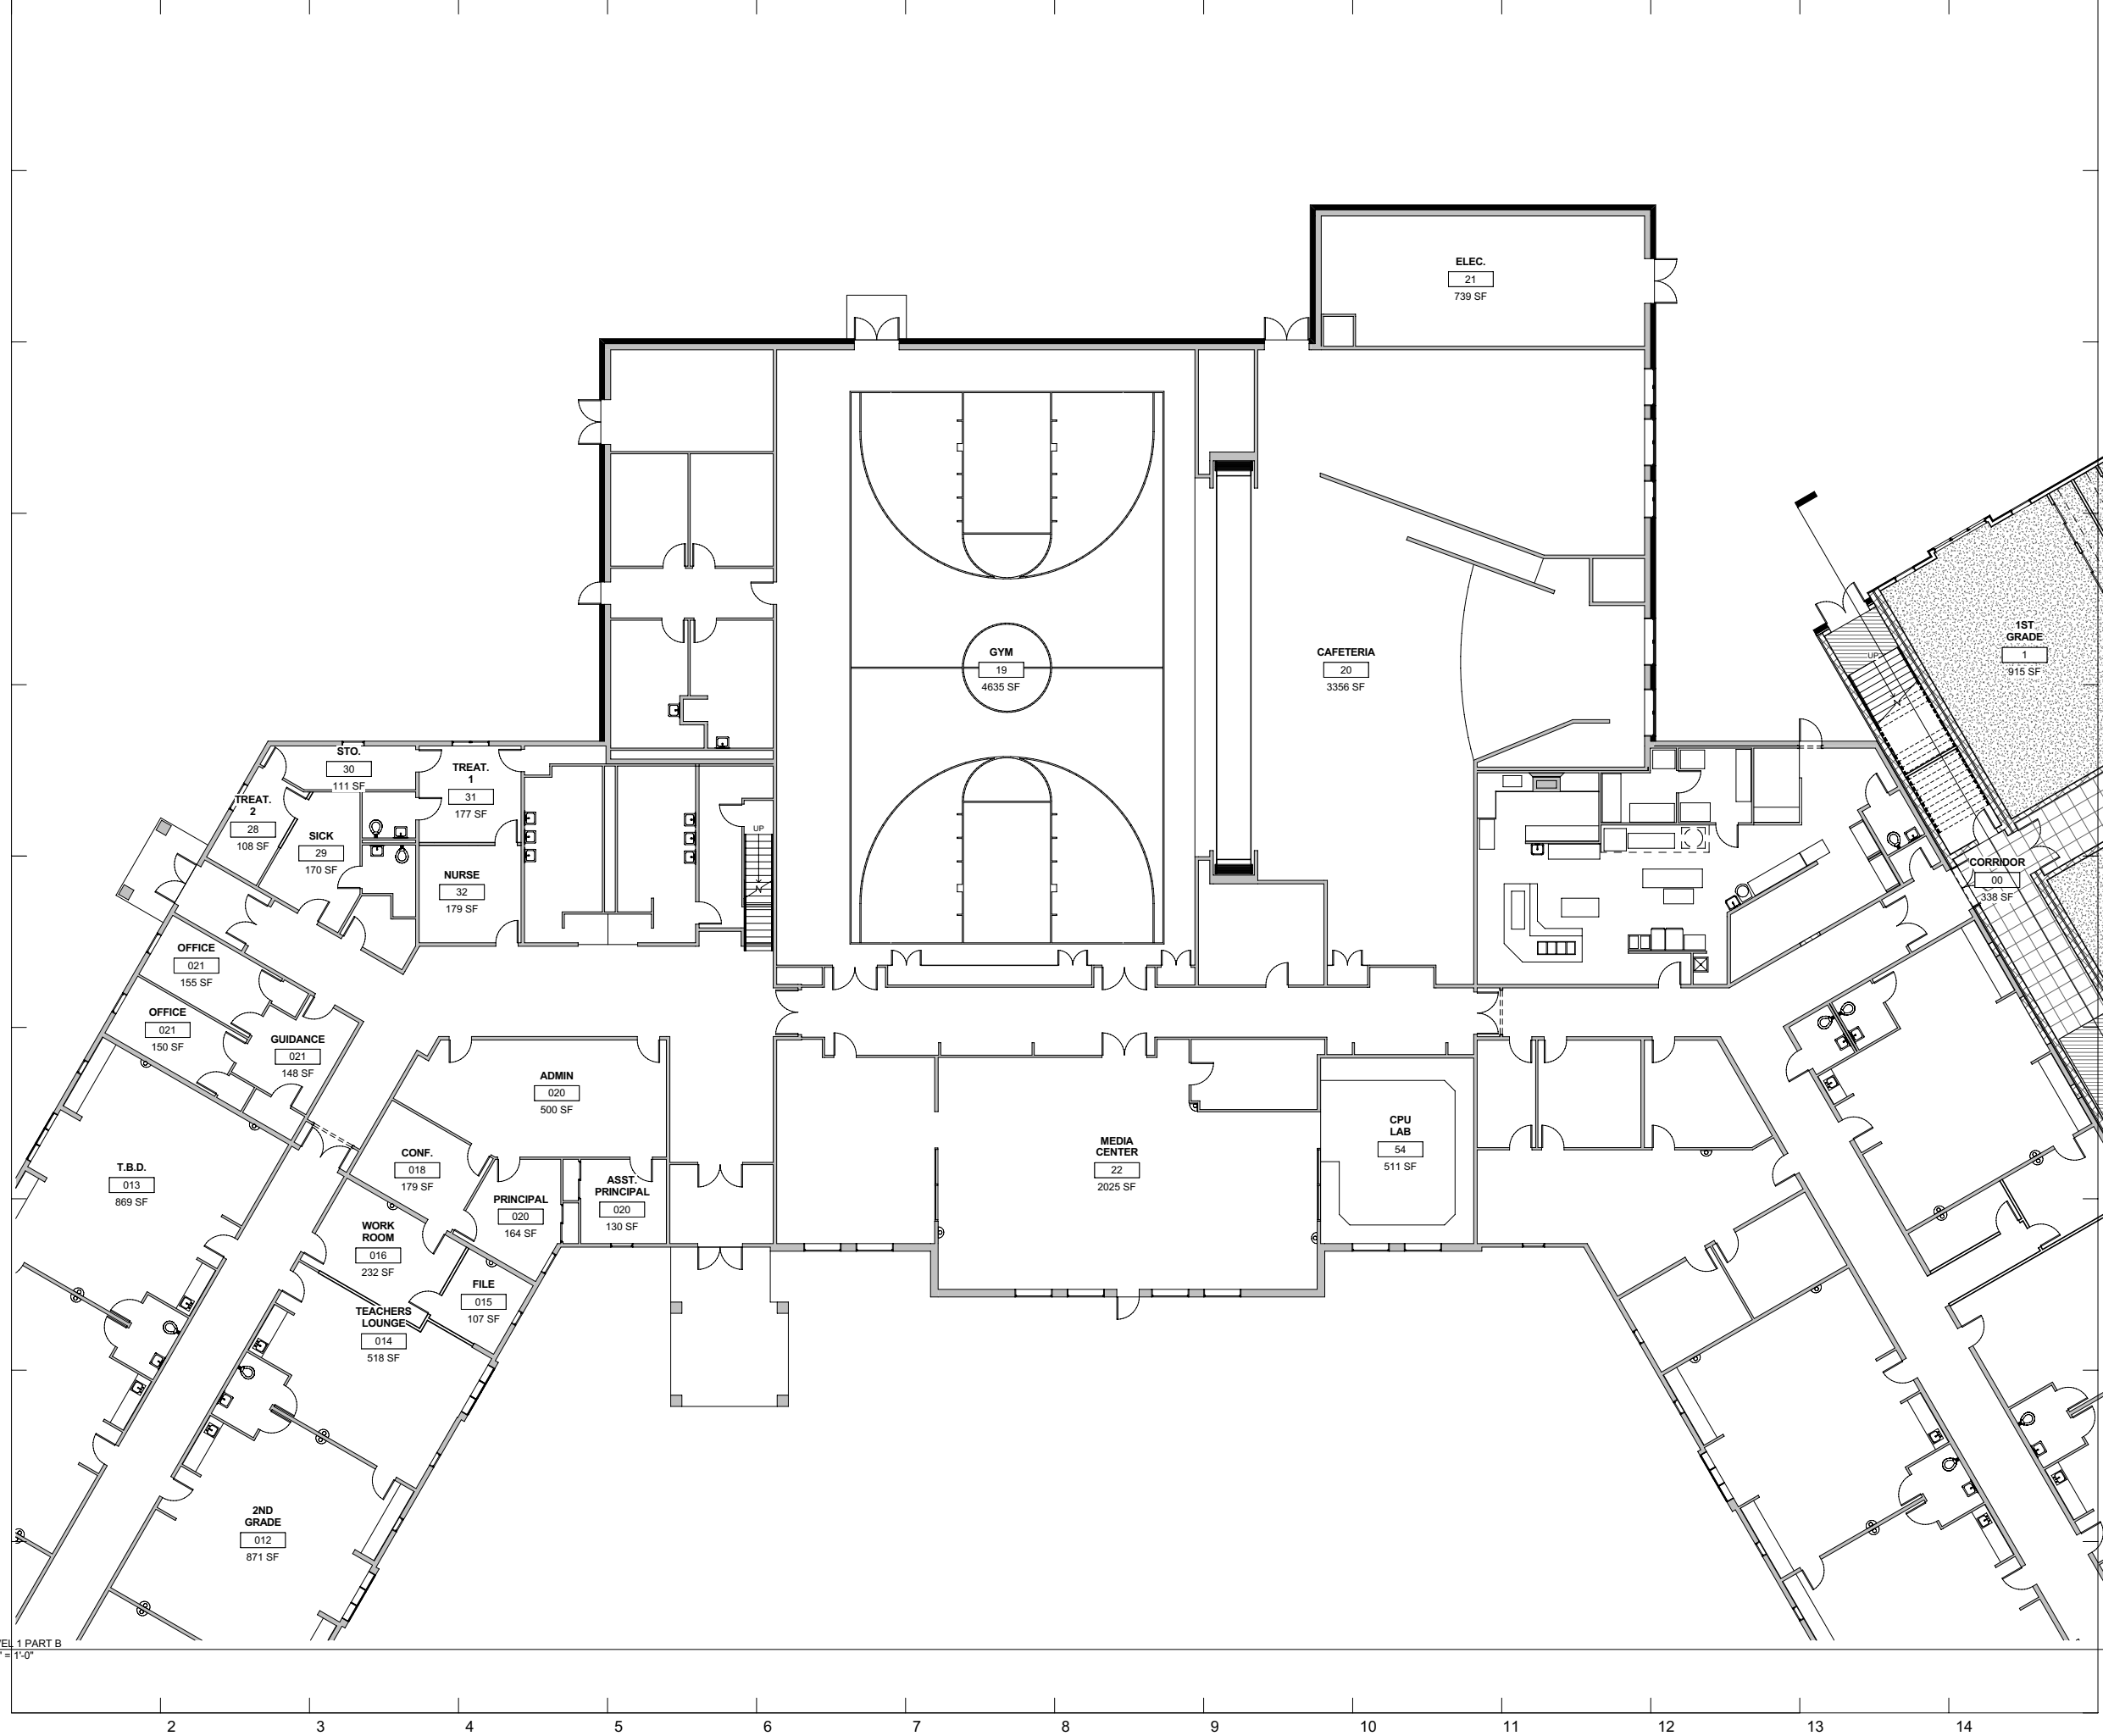 ELEC.
21
739 SF
GYM
19
4635 SF
CAFETERIA
20
3356 SF
1ST
GRADE
1
915 SF
UP
STO.
30
111 SF
TREAT.
1
31
177 SF
TREAT.
2
28
108 SF
SICK
29
170 SF
NURSE
32
179 SF
UP
CORRIDOR
00
338 SF
OFFICE
021
155 SF
OFFICE
021
150 SF
GUIDANCE
021
148 SF
ADMIN
020
500 SF
CONF.
018
179 SF
PRINCIPAL
020
164 SF
ASST.
PRINCIPAL
020
130 SF
MEDIA
CENTER
22
2025 SF
CPU
LAB
54
511 SF
T.B.D.
013
869 SF
WORK
ROOM
016
232 SF
FILE
015
107 SF
TEACHERS
LOUNGE
014
518 SF
2ND
GRADE
012
871 SF
VEL 1 PART B
" = 1'-0"
2 3 4 5 6 7 8 9 10 11 12 13 14